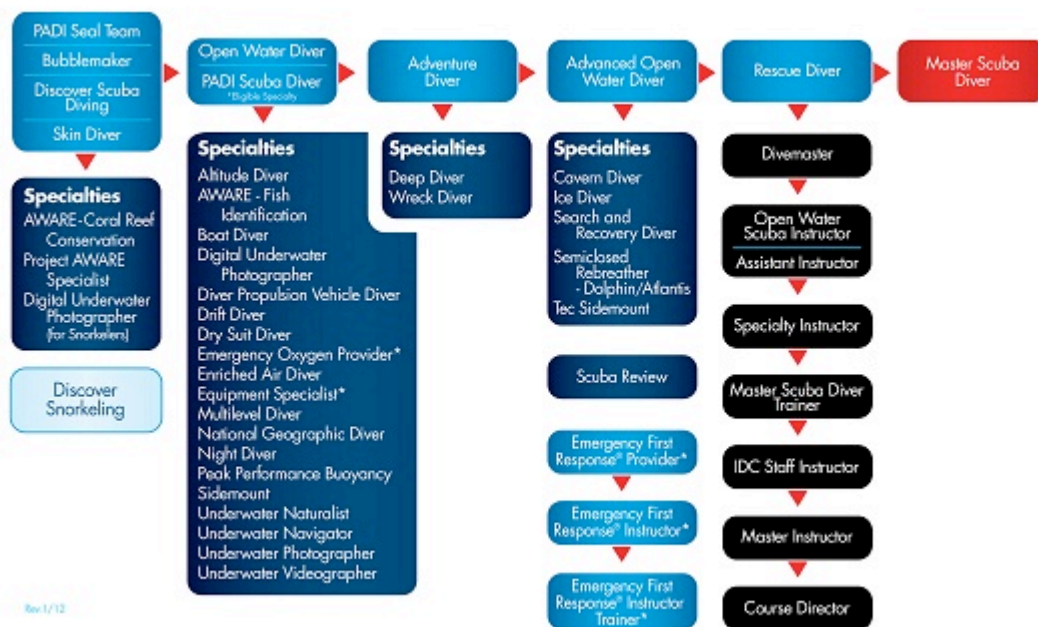 PADI Seal Team
Bubblemaker
Discover Scuba
Diving
Skin Diver
Open Water Diver
PADI Scuba Diver
*Eligible Specialty
Adventure
Diver
Advanced Open
Water Diver
Rescue Diver
Master Scuba
Diver
Specialties
AWARE-Coral Reef
Conservation
Project AWARE
Specialist
Digital Underwater
Photographer
(for Snorkelers)
Discover
Snorkeling
Specialties
Altitude Diver
AWARE - Fish
Identification
Boat Diver
Digital Underwater
Photographer
Diver Propulsion Vehicle Diver
Drift Diver
Dry Suit Diver
Emergency Oxygen Provider*
Enriched Air Diver
Equipment Specialist*
Multilevel Diver
National Geographic Diver
Night Diver
Peak Performance Buoyancy
Sidemount
Underwater Naturalist
Underwater Navigator
Underwater Photographer
Underwater Videographer
Specialties
Deep Diver
Wreck Diver
Specialties
Cavern Diver
Ice Diver
Search and
Recovery Diver
Semiclosed
Rebreather
- Dolphin/Atlantis
Tec Sidemount
Scuba Review
Emergency First
Response® Provider*
Emergency First
Response® Instructor*
Emergency First
Response® Instructor
Trainer*
Divemaster
Open Water
Scuba Instructor
Assistant Instructor
Specialty Instructor
Master Scuba Diver
Trainer
IDC Staff Instructor
Master Instructor
Course Director
Rev 1/12